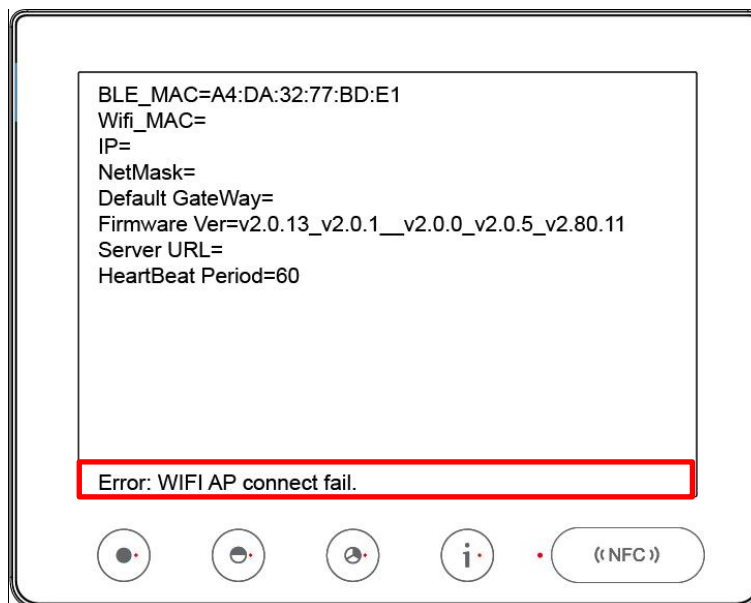 BLE_MAC=A4:DA:32:77:BD:E1
Wifi_MAC=
IP=
NetMask=
Default GateWay=
Firmware Ver=v2.0.13_v2.0.1__v2.0.0_v2.0.5_v2.80.11
Server URL=
HeartBeat Period=60
Error: WIFI AP connect fail.
i ((NFC))